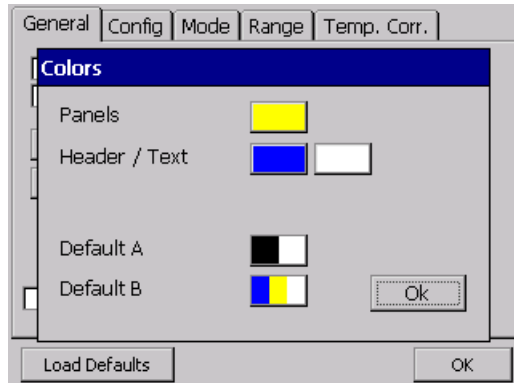 General Config Mode Range Temp. Corr.
Colors
Panels
Header / Text
Default A
Default B
Ok
Load Defaults OK